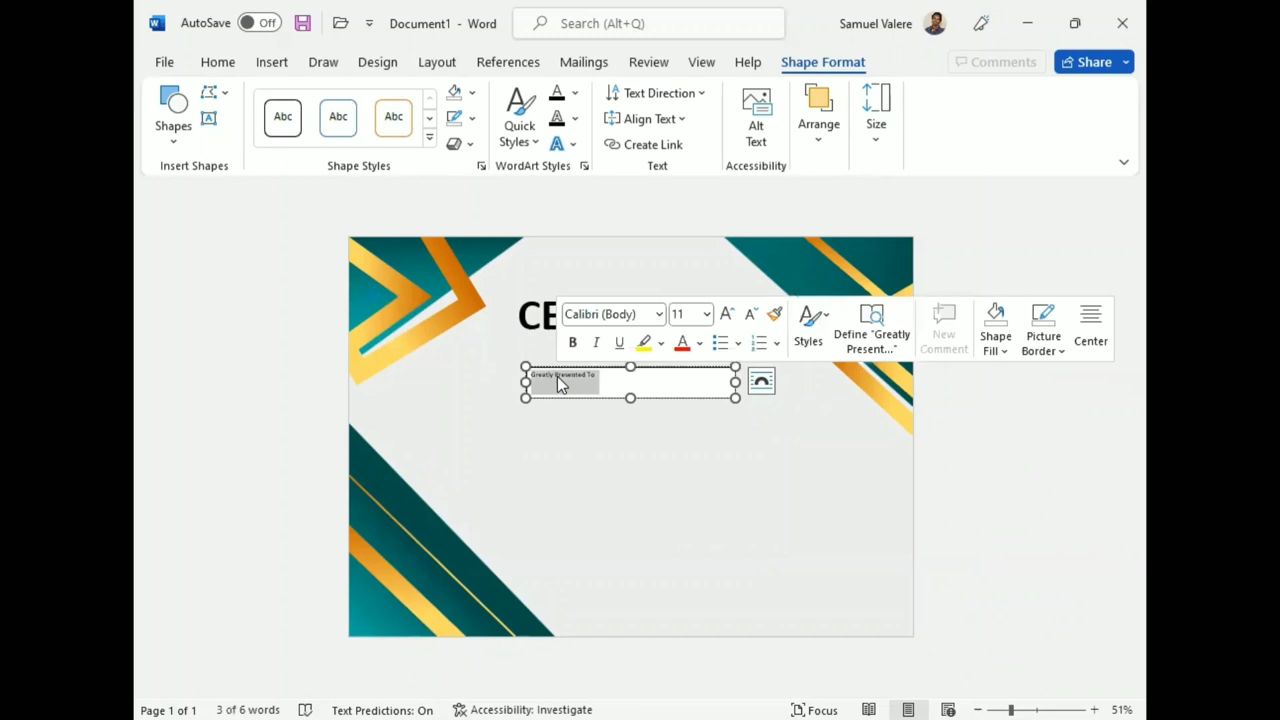 AutoSave Off Document1 - Word Search (Alt+Q) Samuel Valere
File Home Insert Draw Design Layout References Mailings Review View Help Shape Format Comments Share
Abc Abc Abc
Shapes
Quick Styles
Text Direction
Align Text
Create Link
Alt Text
Arrange
Size
Insert Shapes Shape Styles WordArt Styles Text Accessibility
CE
Calibri (Body) 11
Styles
Define "Greatly Present...
New Comment
Shape Fill
Picture Border
Center
Greatly Presented To
Page 1 of 1 3 of 6 words Text Predictions: On Accessibility: Investigate Focus 51%